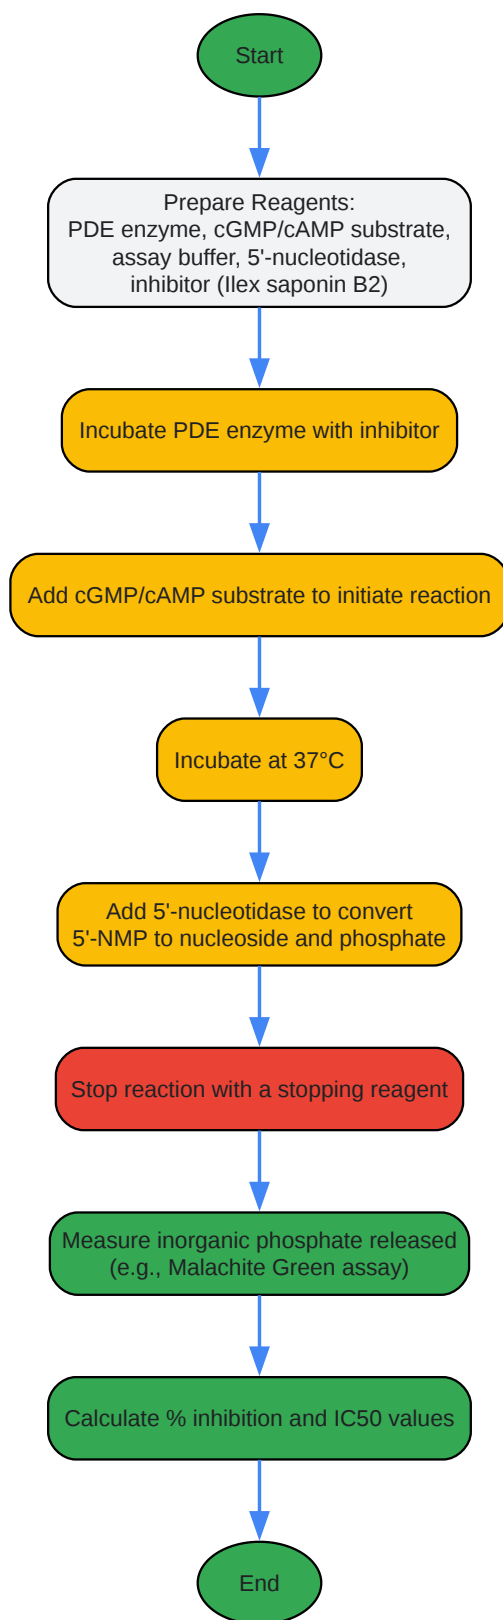 Start
Prepare Reagents:
PDE enzyme, cGMP/cAMP substrate,
assay buffer, 5'-nucleotidase,
inhibitor (Ilex saponin B2)
Incubate PDE enzyme with inhibitor
Add cGMP/cAMP substrate to initiate reaction
Incubate at 37°C
Add 5'-nucleotidase to convert
5'-NMP to nucleoside and phosphate
Stop reaction with a stopping reagent
Measure inorganic phosphate released
(e.g., Malachite Green assay)
Calculate % inhibition and IC50 values
End